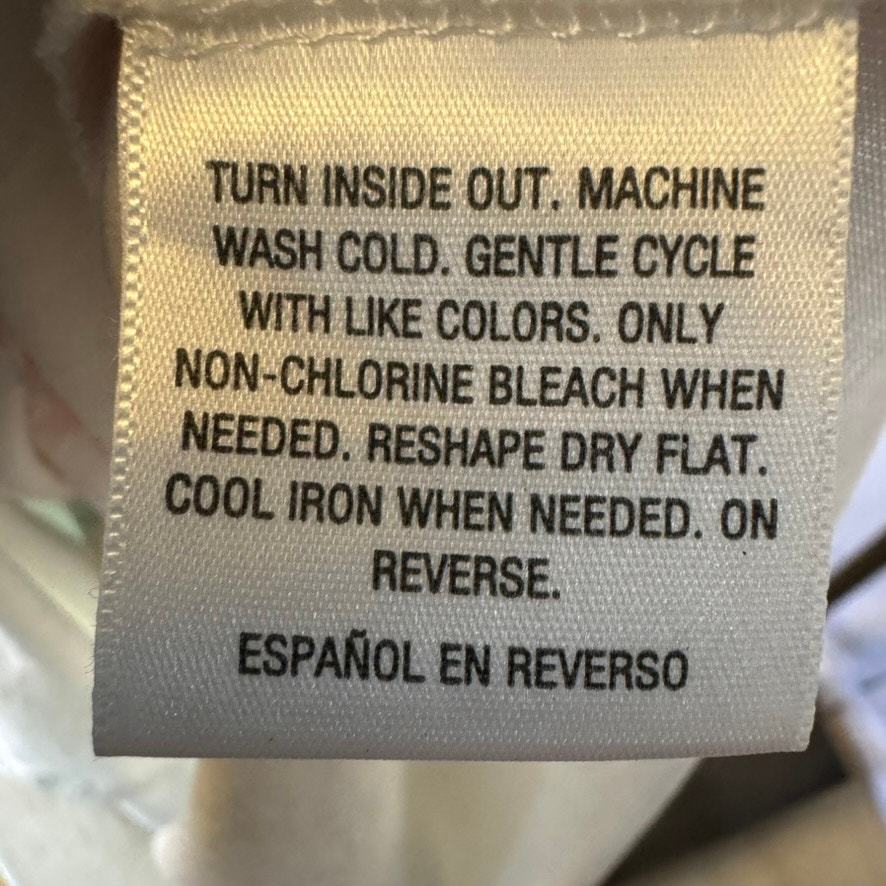 TURN INSIDE OUT. MACHINE
WASH COLD. GENTLE CYCLE
WITH LIKE COLORS. ONLY
NON-CHLORINE BLEACH WHEN
NEEDED. RESHAPE DRY FLAT.
COOL IRON WHEN NEEDED. ON
REVERSE.
ESPAÑOL EN REVERSO